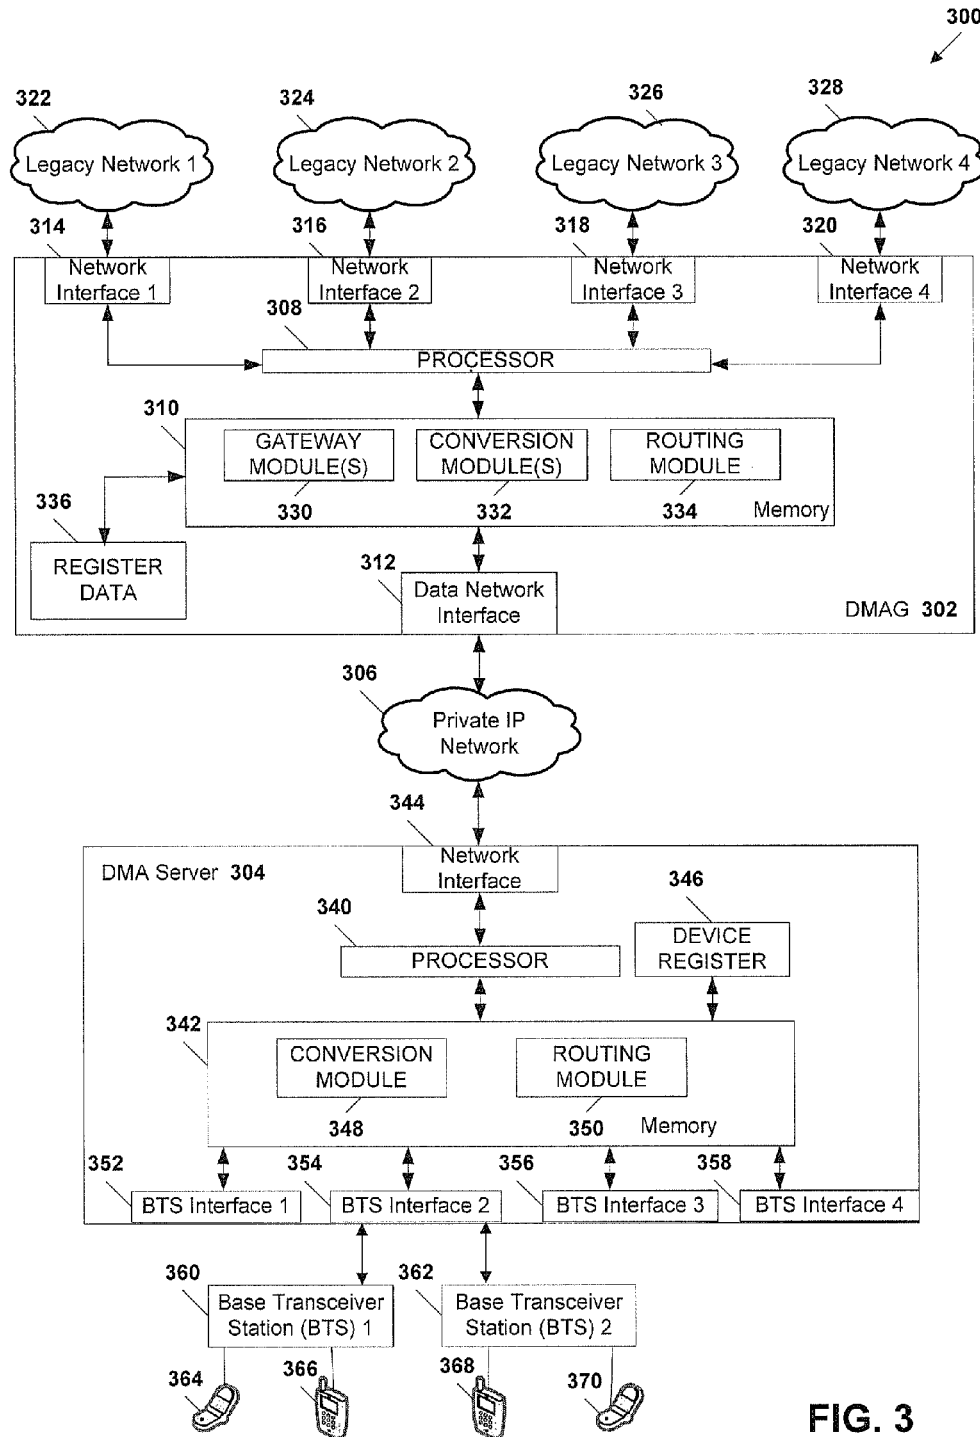 300
322
324
326
328
Legacy Network 1
Legacy Network 2
Legacy Network 3
Legacy Network 4
314
316
318
320
Network
Interface 1
Network
Interface 2
Network
Interface 3
Network
Interface 4
308
PROCESSOR
310
GATEWAY
MODULE(S)
CONVERSION
MODULE(S)
ROUTING
MODULE
330
332
334
Memory
336
REGISTER
DATA
312
Data Network
Interface
DMAG 302
306
Private IP
Network
344
Network
Interface
DMA Server 304
340
PROCESSOR
346
DEVICE
REGISTER
342
CONVERSION
MODULE
ROUTING
MODULE
348
350
Memory
352
354
356
358
BTS Interface 1
BTS Interface 2
BTS Interface 3
BTS Interface 4
360
362
Base Transceiver
Station (BTS) 1
Base Transceiver
Station (BTS) 2
364
366
368
370
FIG. 3